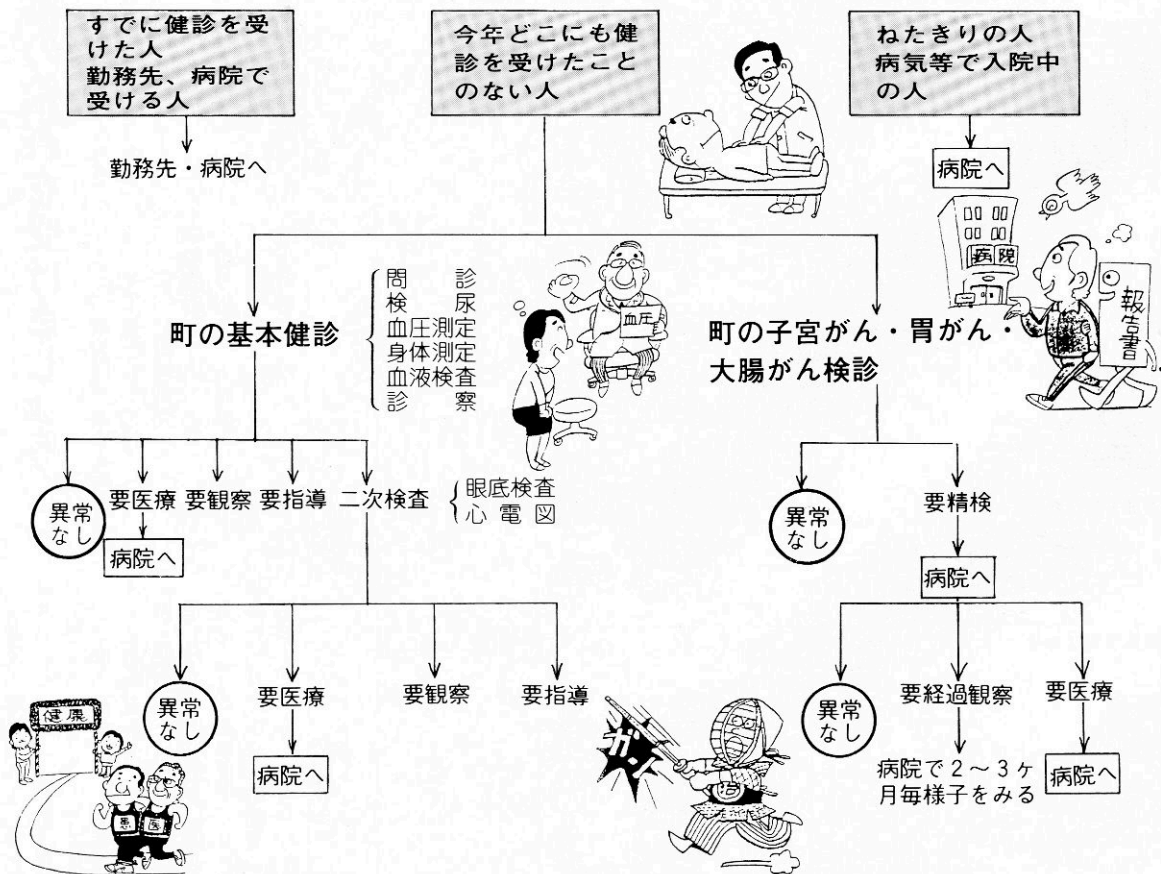 すでに健診を受
けた人
勤務先、病院で
受ける人
今年どこにも健
診を受けたこと
のない人
ねたきりの人
病気等で入院中
の人
勤務先・病院へ
病院へ
病院
報告書
町の基本健診
問診
検尿
血圧測定
身体測定
血液検査
診察
血圧
町の子宮がん・胃がん・
大腸がん検診
異常
なし
要医療
要観察
要指導
二次検査
眼底検査
心電図
病院へ
異常
なし
要精検
病院へ
異常
なし
要医療
要観察
要指導
病院へ
異常
なし
要経過観察
要医療
病院で2～3ヶ
月毎様子をみる
病院へ
健康
患
医
ガン